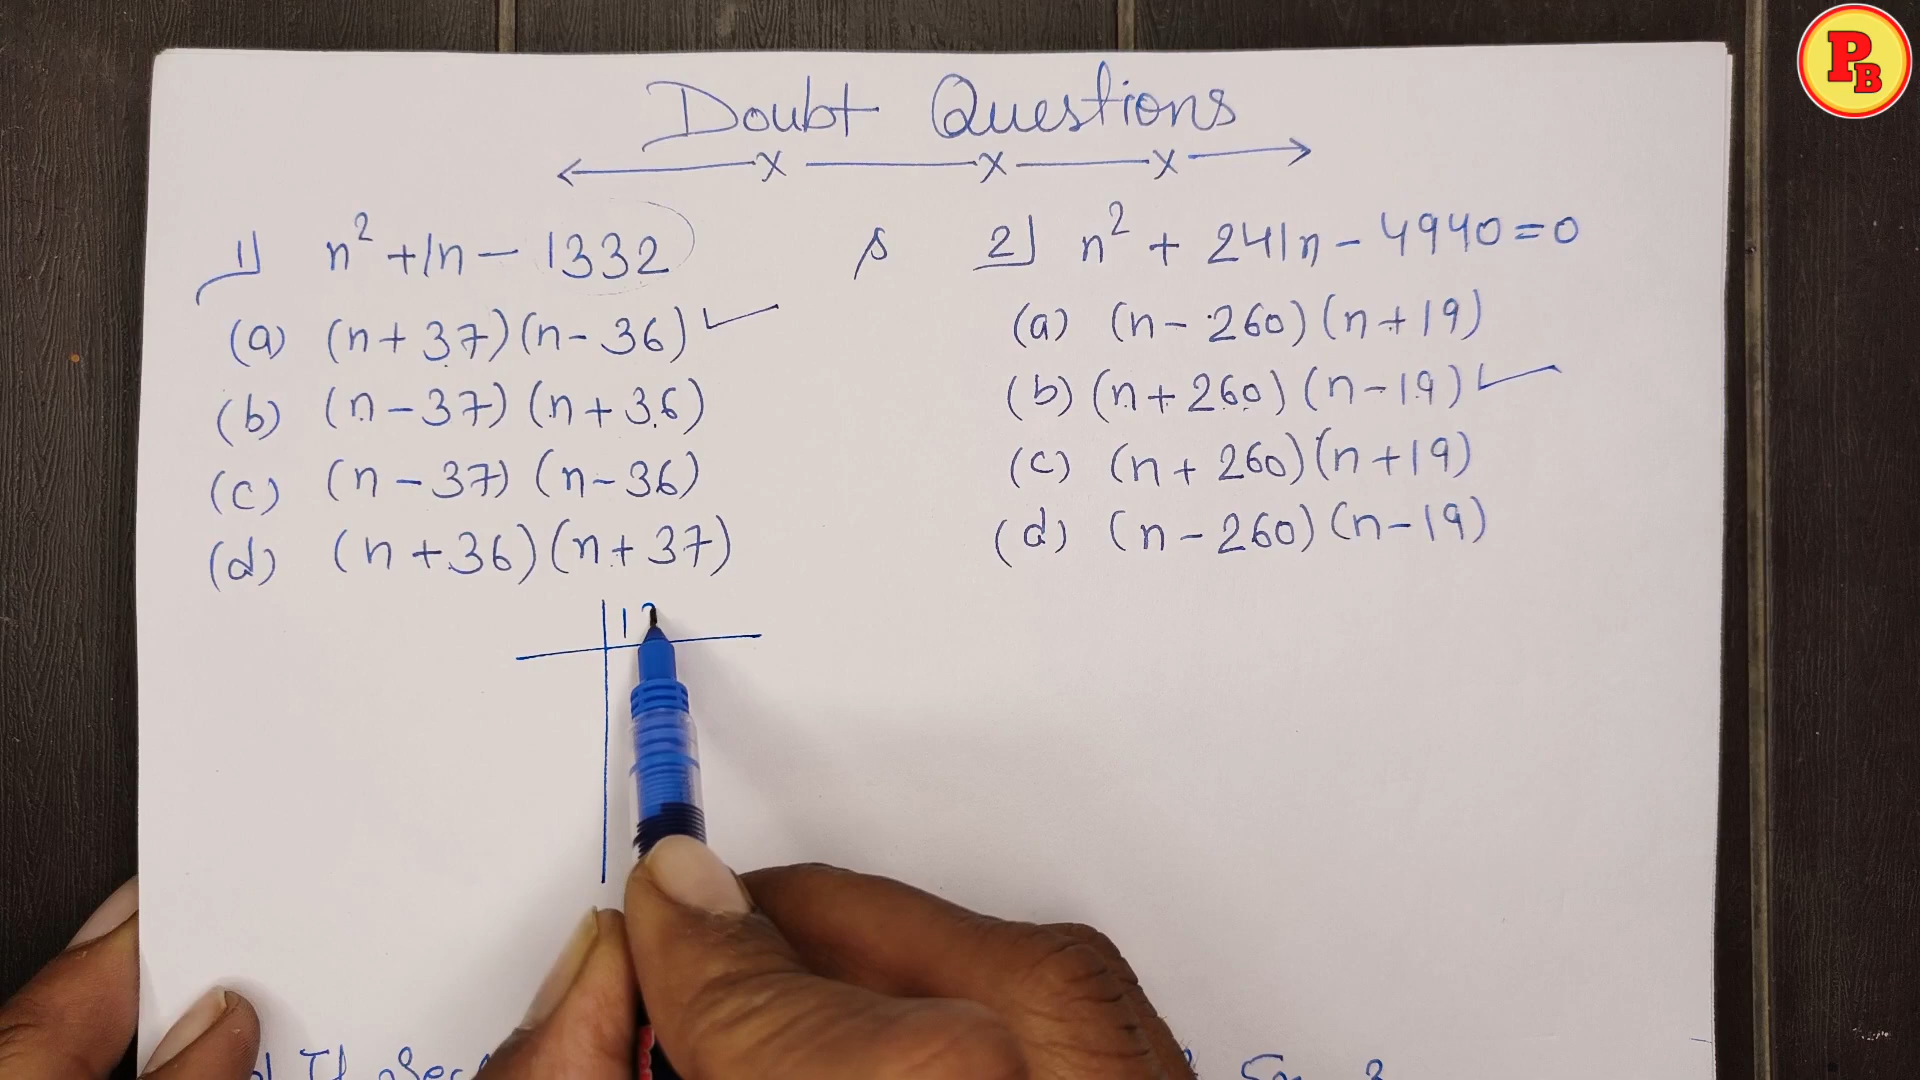 PB
Doubt Questions
1] n² + 1n - 1332
(a) (n + 37) (n - 36) ✓
(b) (n - 37) (n + 36)
(c) (n - 37) (n - 36)
(d) (n + 36) (n + 37)
2] n² + 241n - 4940 = 0
(a) (n - 260) (n + 19)
(b) (n + 260) (n - 19) ✓
(c) (n + 260) (n + 19)
(d) (n - 260) (n - 19)
1